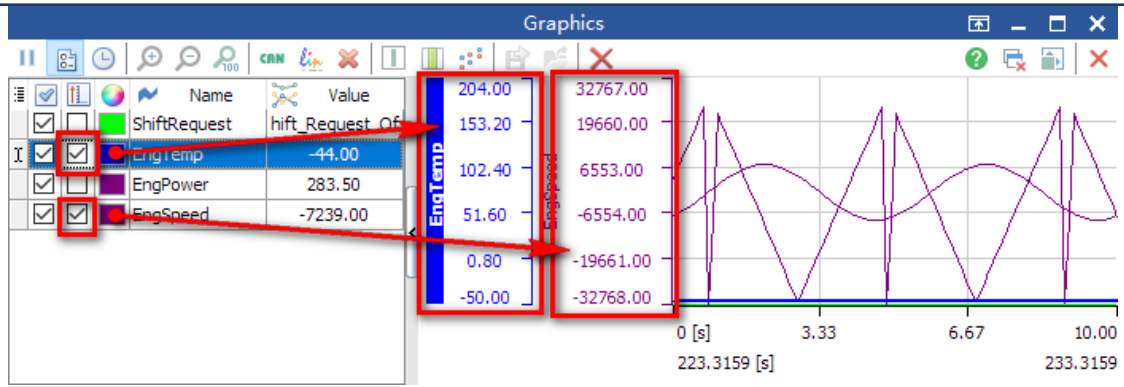 Graphics
100
CAN
lin
Name
Value
ShiftRequest
hift_Request_Of
EngTemp
-44.00
EngPower
283.50
EngSpeed
-7239.00
EngTemp
204.00
153.20
102.40
51.60
0.80
-50.00
EngSpeed
32767.00
19660.00
6553.00
-6554.00
-19661.00
-32768.00
0 [s]
3.33
6.67
10.00
223.3159 [s]
233.3159